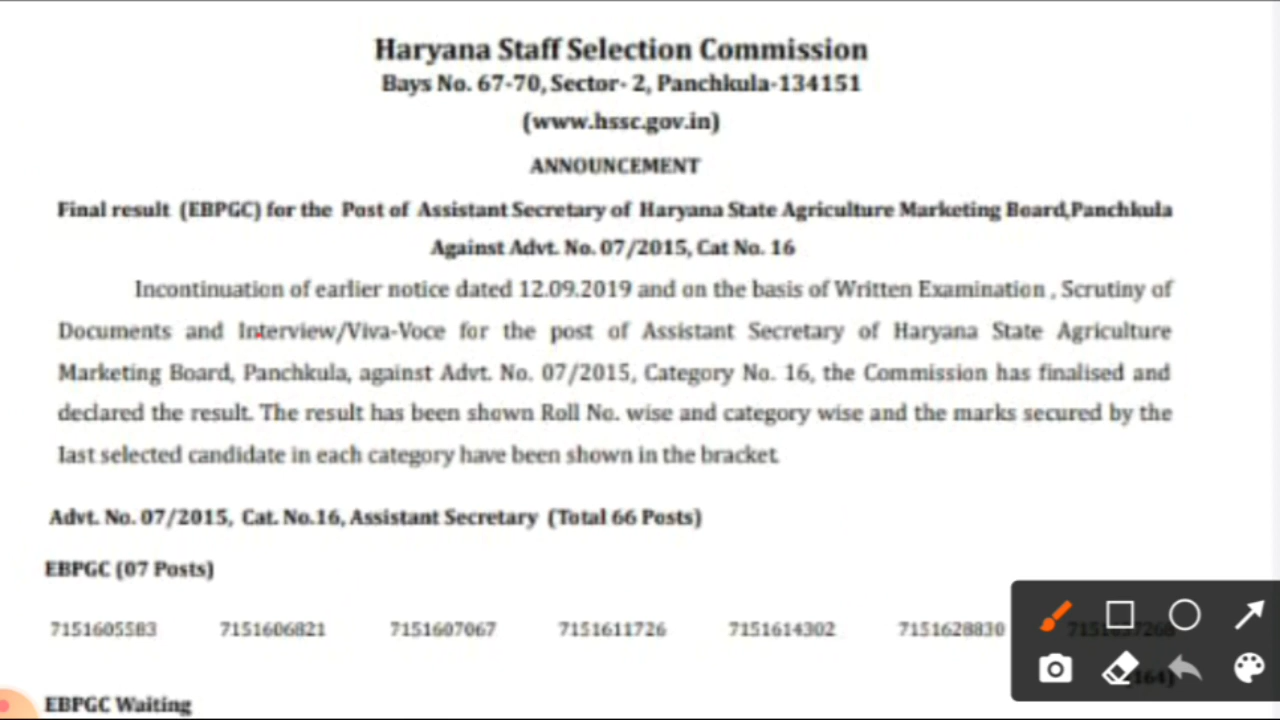 Haryana Staff Selection Commission
Bays No. 67-70, Sector- 2, Panchkula-134151
(www.hssc.gov.in)
ANNOUNCEMENT
Final result (EBPGC) for the Post of Assistant Secretary of Haryana State Agriculture Marketing Board,Panchkula
Against Advt. No. 07/2015, Cat No. 16
Incontinuation of earlier notice dated 12.09.2019 and on the basis of Written Examination , Scrutiny of
Documents and Interview/Viva-Voce for the post of Assistant Secretary of Haryana State Agriculture
Marketing Board, Panchkula, against Advt. No. 07/2015, Category No. 16, the Commission has finalised and
declared the result. The result has been shown Roll No. wise and category wise and the marks secured by the
last selected candidate in each category have been shown in the bracket.
Advt. No. 07/2015, Cat. No.16, Assistant Secretary (Total 66 Posts)
EBPGC (07 Posts)
7151605583 7151606821 7151607067 7151611726 7151614302 7151628830
EBPGC Waiting